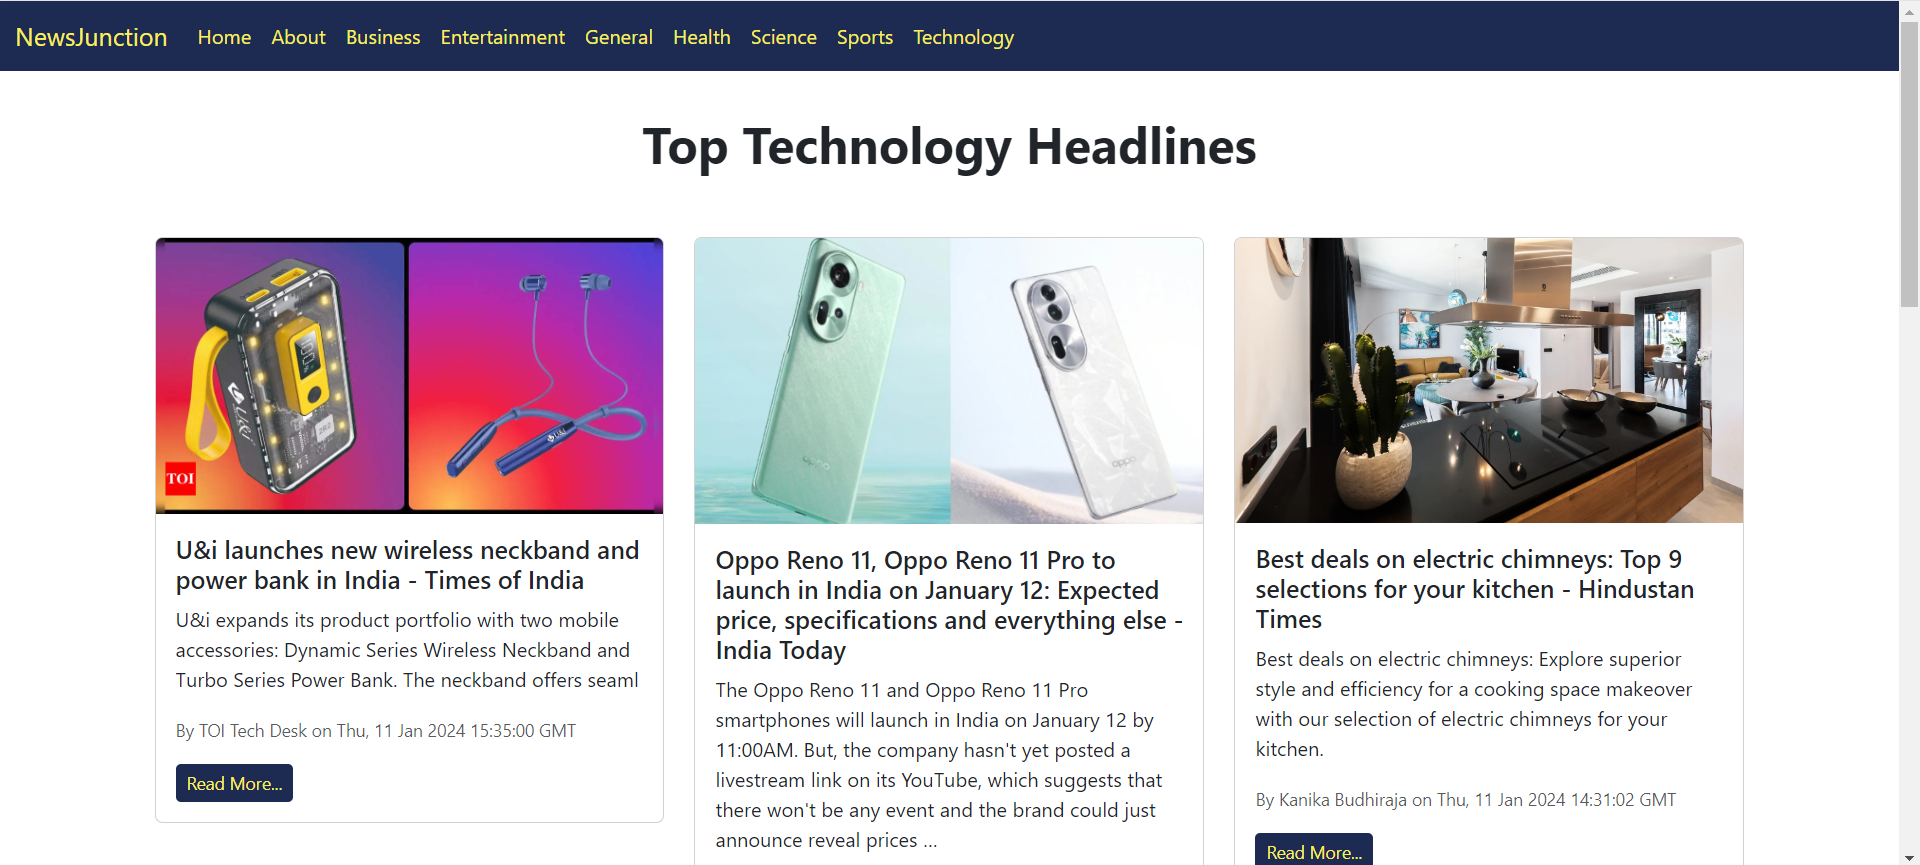 NewsJunction Home About Business Entertainment General Health Science Sports Technology
Top Technology Headlines
TOI
U&i
U&i
U&i launches new wireless neckband and
power bank in India - Times of India
U&i expands its product portfolio with two mobile
accessories: Dynamic Series Wireless Neckband and
Turbo Series Power Bank. The neckband offers seaml
By TOI Tech Desk on Thu, 11 Jan 2024 15:35:00 GMT
Read More...
oppo
oppo
Oppo Reno 11, Oppo Reno 11 Pro to
launch in India on January 12: Expected
price, specifications and everything else -
India Today
The Oppo Reno 11 and Oppo Reno 11 Pro
smartphones will launch in India on January 12 by
11:00AM. But, the company hasn't yet posted a
livestream link on its YouTube, which suggests that
there won't be any event and the brand could just
announce reveal prices ...
Best deals on electric chimneys: Top 9
selections for your kitchen - Hindustan
Times
Best deals on electric chimneys: Explore superior
style and efficiency for a cooking space makeover
with our selection of electric chimneys for your
kitchen.
By Kanika Budhiraja on Thu, 11 Jan 2024 14:31:02 GMT
Read More...